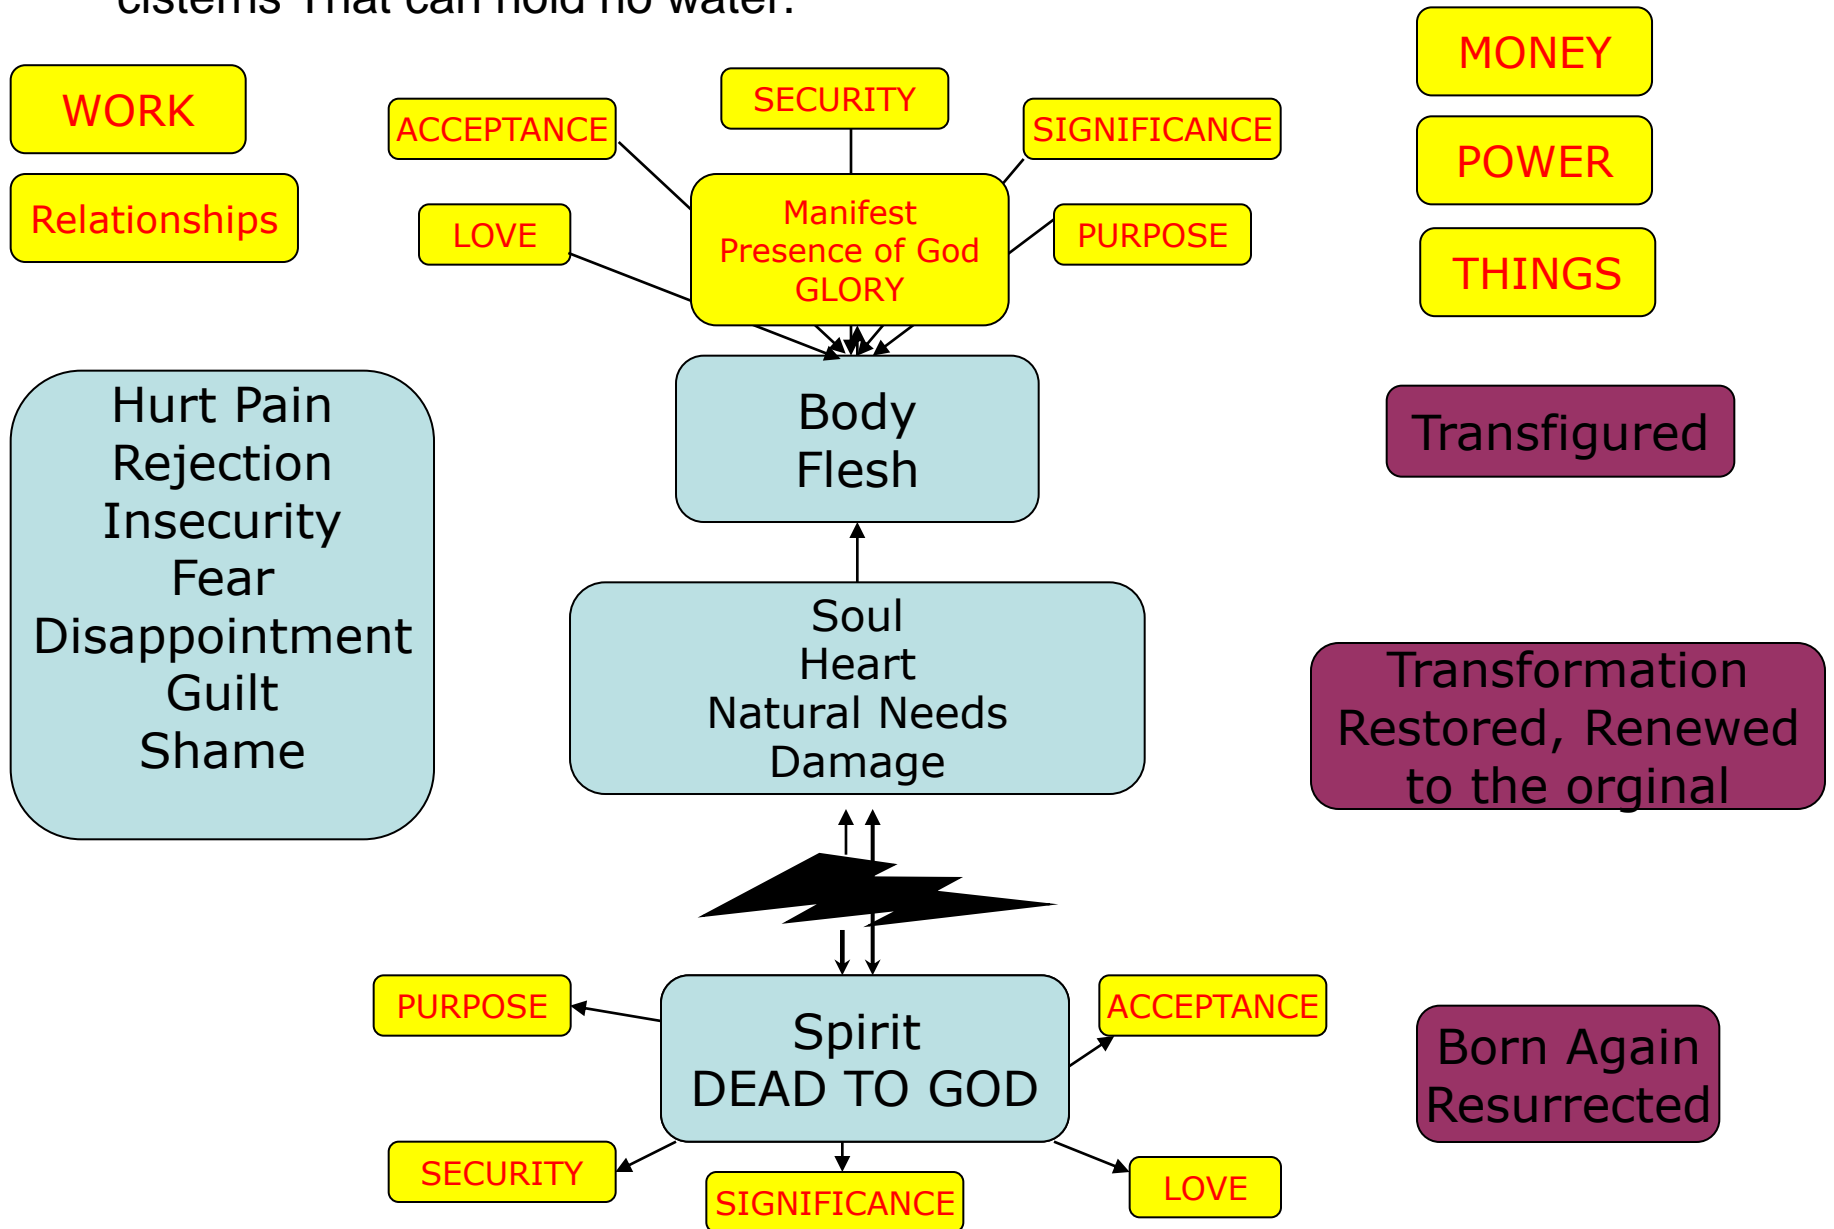 cisterns That can hold no water.
MONEY
WORK
SECURITY
ACCEPTANCE
SIGNIFICANCE
POWER
Relationships
LOVE
Manifest
Presence of God
GLORY
PURPOSE
THINGS
Hurt Pain
Rejection
Insecurity
Fear
Disappointment
Guilt
Shame
Body
Flesh
Transfigured
Soul
Heart
Natural Needs
Damage
Transformation
Restored, Renewed
to the orginal
PURPOSE
Spirit
DEAD TO GOD
ACCEPTANCE
Born Again
Resurrected
SECURITY
SIGNIFICANCE
LOVE